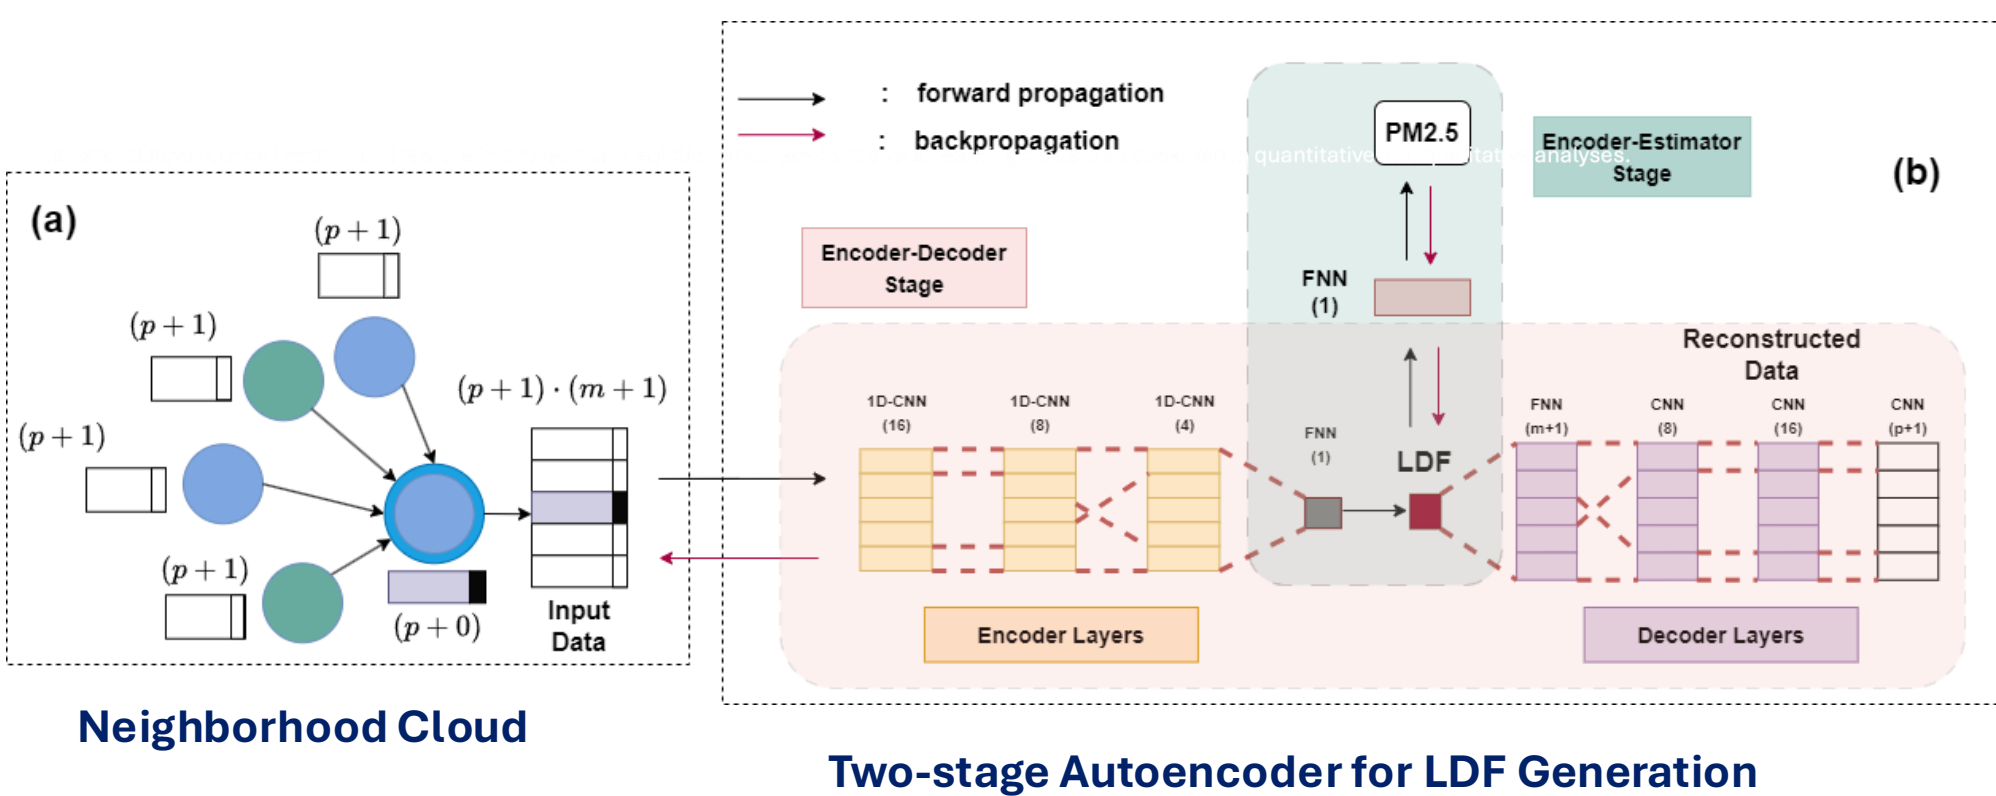 (a)
(p + 1)
(p + 1)
(p + 1)
(p + 1)
(p + 0)
(p + 1) · (m + 1)
Input
Data
Neighborhood Cloud
: forward propagation
: backpropagation
quantitative
analyses.
PM2.5
Encoder-Estimator
Stage
(b)
Encoder-Decoder
Stage
FNN
(1)
Reconstructed
Data
1D-CNN
(16)
1D-CNN
(8)
1D-CNN
(4)
FNN
(1)
LDF
FNN
(m+1)
CNN
(8)
CNN
(16)
CNN
(p+1)
Encoder Layers
Decoder Layers
Two-stage Autoencoder for LDF Generation